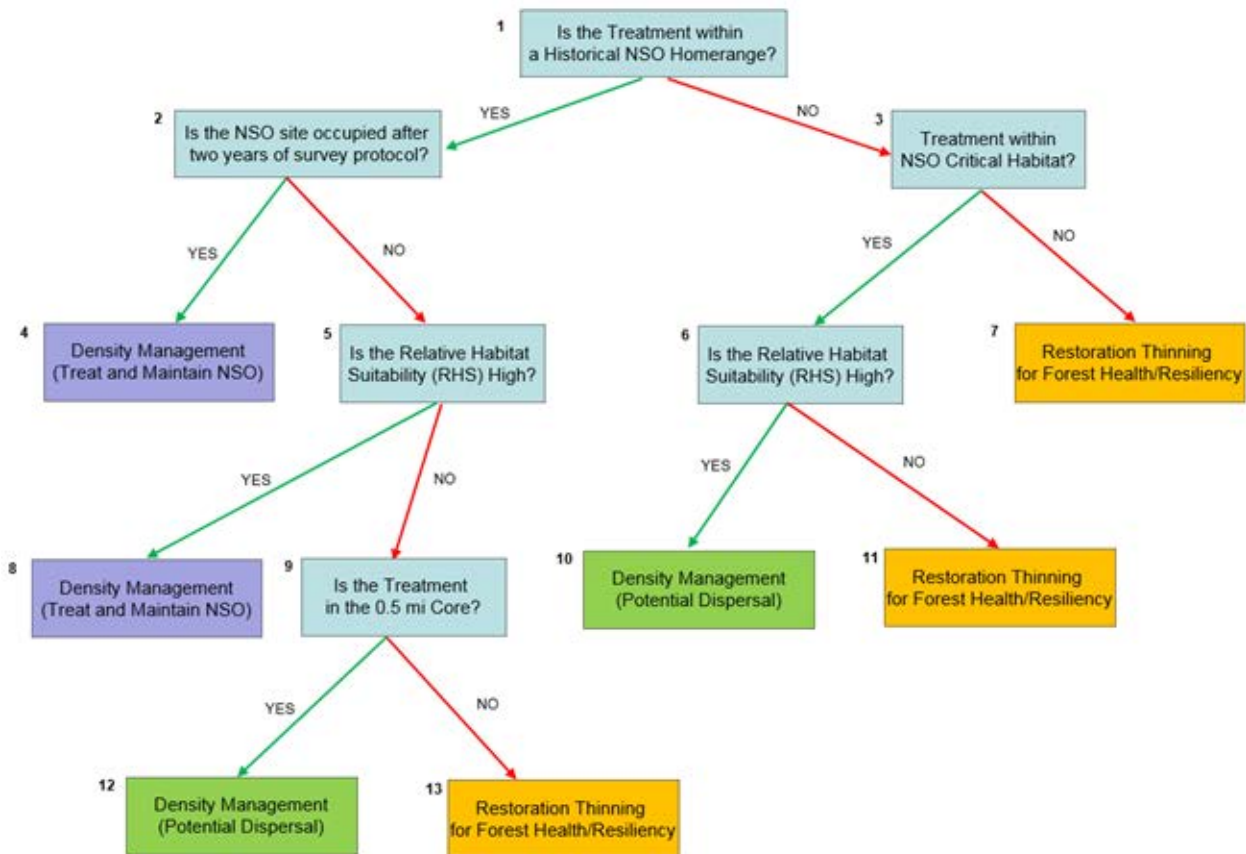 1
Is the Treatment within
a Historical NSO Homerange?
YES
NO
2
Is the NSO site occupied after
two years of survey protocol?
3
Treatment within
NSO Critical Habitat?
YES
NO
YES
NO
4
Density Management
(Treat and Maintain NSO)
5
Is the Relative Habitat
Suitability (RHS) High?
6
Is the Relative Habitat
Suitability (RHS) High?
7
Restoration Thinning
for Forest Health/Resiliency
YES
NO
YES
NO
8
Density Management
(Treat and Maintain NSO)
9
Is the Treatment
in the 0.5 mi Core?
10
Density Management
(Potential Dispersal)
11
Restoration Thinning
for Forest Health/Resiliency
YES
NO
12
Density Management
(Potential Dispersal)
13
Restoration Thinning
for Forest Health/Resiliency